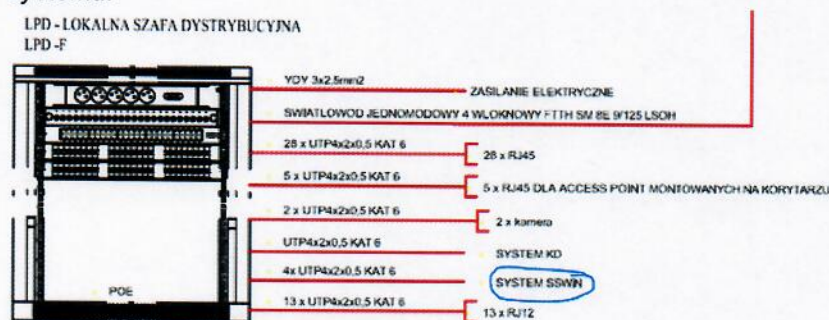 LPD - LOKALNA SZAFA DYSTRYBUCYJNA
LPD -F
YDY 3x2,5mm2
ZASILANIE ELEKTRYCZNE
SWIATLOWOD JEDNOMODOWY 4 WLOKNOWY FTTH SM 8E 9/125 LSOH
28 x UTP4x2x0,5 KAT 6
28 x RJ45
5 x UTP4x2x0,5 KAT 6
5 x RJ45 DLA ACCESS POINT MONTOWANYCH NA KORYTARZU
2 x UTP4x2x0,5 KAT 6
2 x kamera
UTP4x2x0,5 KAT 6
SYSTEM KD
4x UTP4x2x0,5 KAT 6
SYSTEM SSWiN
POE
13 x UTP4x2x0,5 KAT 6
13 x RJ12